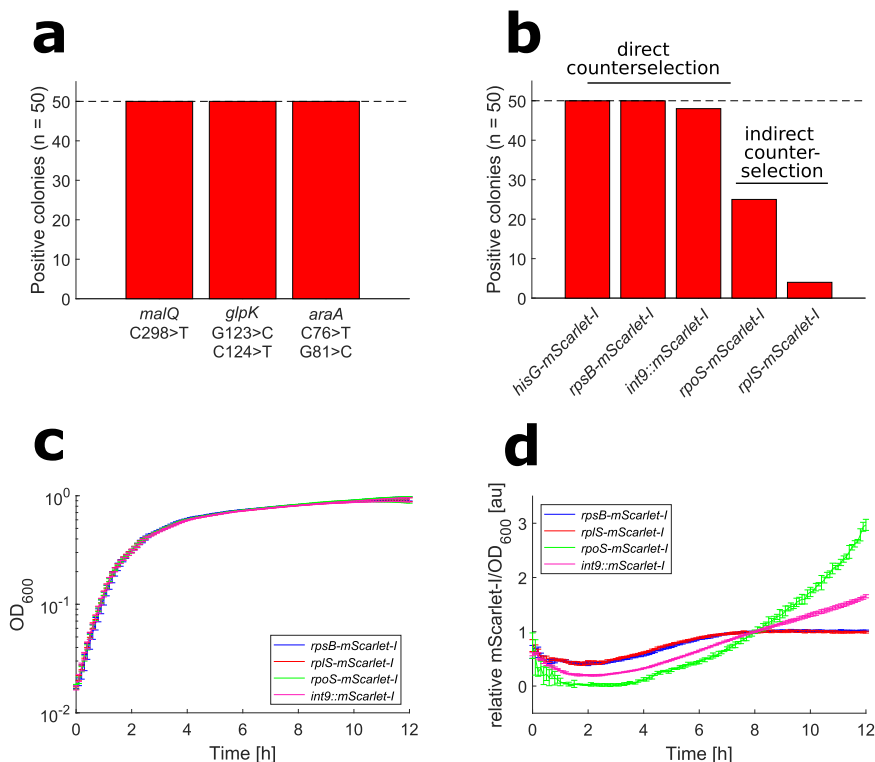 a
Positive colonies (n = 50)
60
50
40
30
20
10
0
malQ
C298>T
glpK
G123>C
C124>T
araA
C76>T
G81>C
b
direct
counterselection
indirect
counter-
selection
Positive colonies (n = 50)
60
50
40
30
20
10
0
hisG-mScarlet-I
rpsB-mScarlet-I
int9::mScarlet-I
rpoS-mScarlet-I
rplS-mScarlet-I
c
OD600
10^0
10^-1
10^-2
rpsB-mScarlet-I
rplS-mScarlet-I
rpoS-mScarlet-I
int9::mScarlet-I
0 2 4 6 8 10 12
Time [h]
d
relative mScarlet-I/OD600 [au]
3
2
1
0
rpsB-mScarlet-I
rplS-mScarlet-I
rpoS-mScarlet-I
int9::mScarlet-I
0 2 4 6 8 10 12
Time [h]